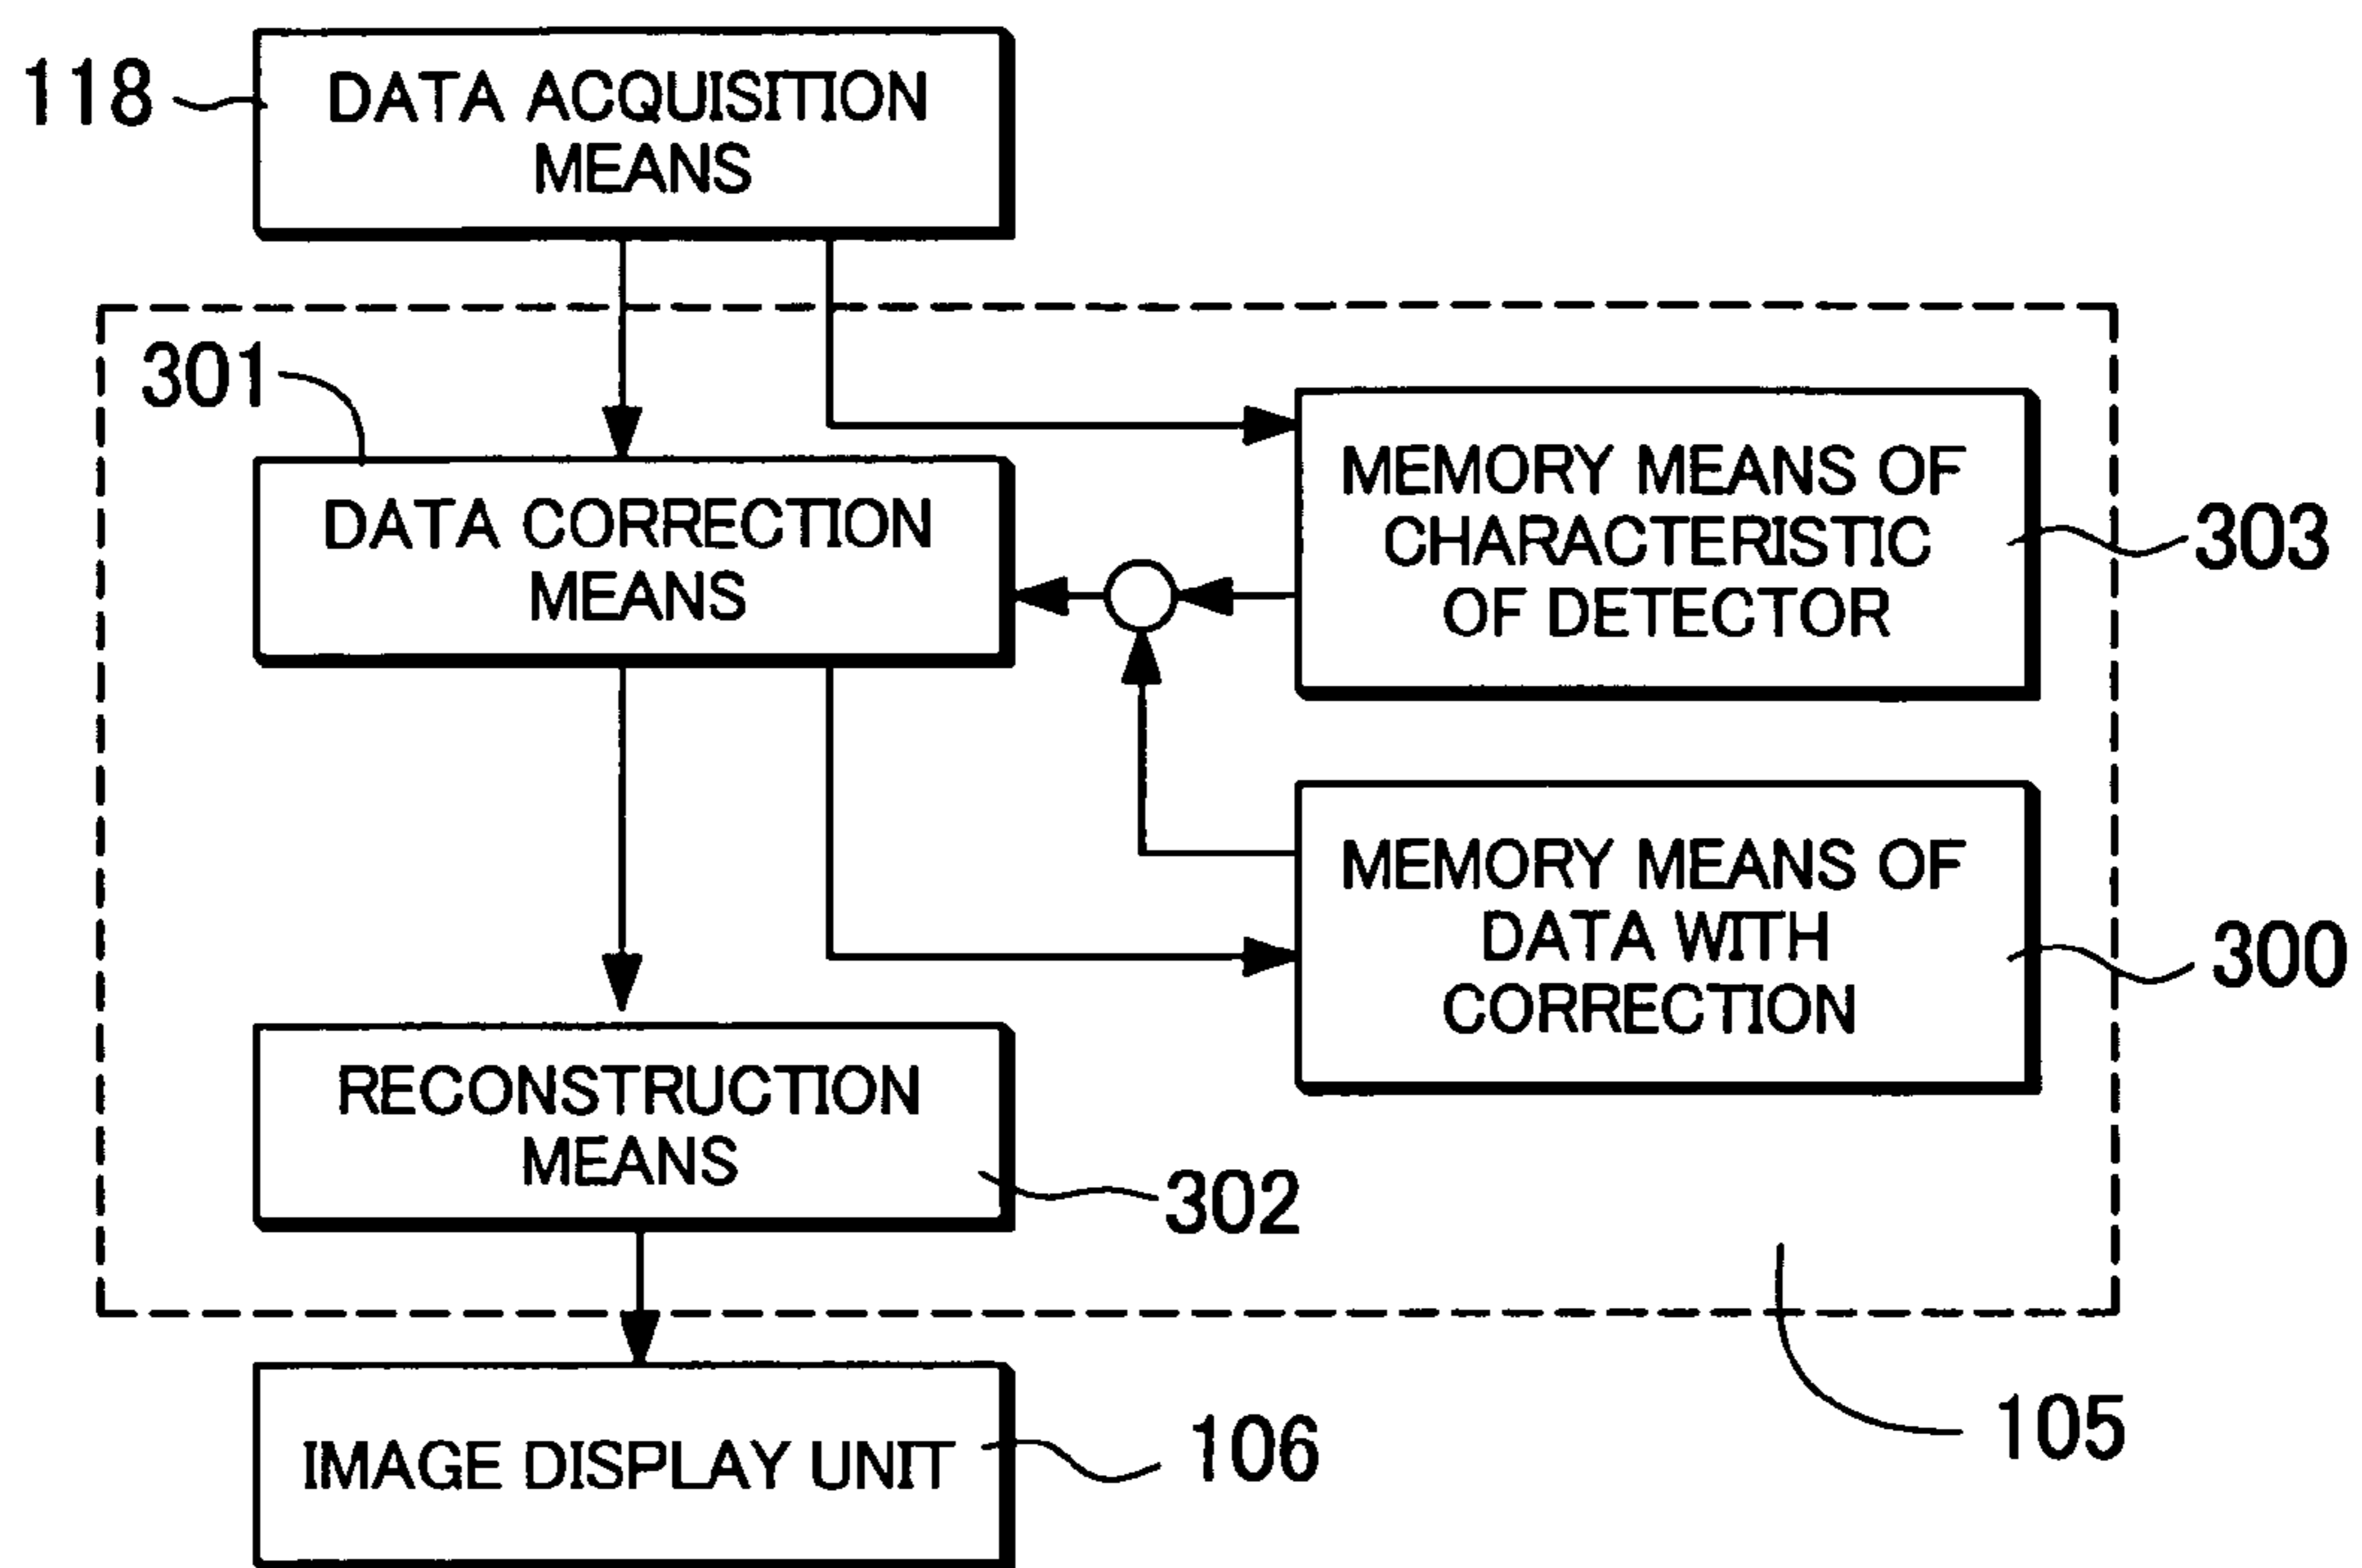 118
DATA ACQUISITION
MEANS
301
DATA CORRECTION
MEANS
MEMORY MEANS OF
CHARACTERISTIC
OF DETECTOR
303
MEMORY MEANS OF
DATA WITH
CORRECTION
300
RECONSTRUCTION
MEANS
302
105
IMAGE DISPLAY UNIT
106